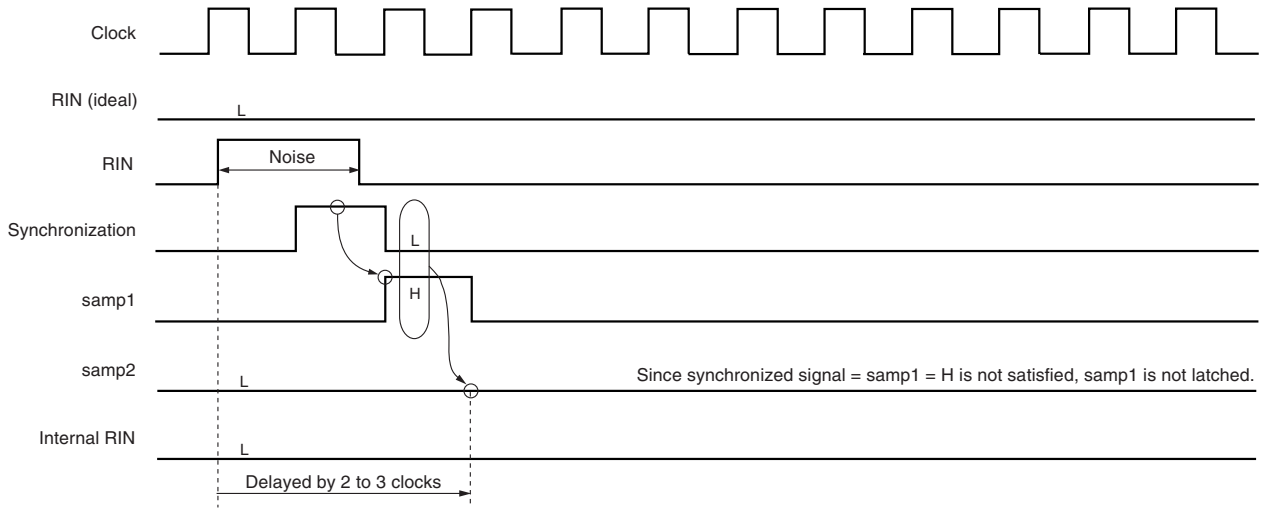 Clock
RIN (ideal)
L
RIN
Noise
Synchronization
L
samp1
H
samp2
L
Since synchronized signal = samp1 = H is not satisfied, samp1 is not latched.
Internal RIN
L
Delayed by 2 to 3 clocks